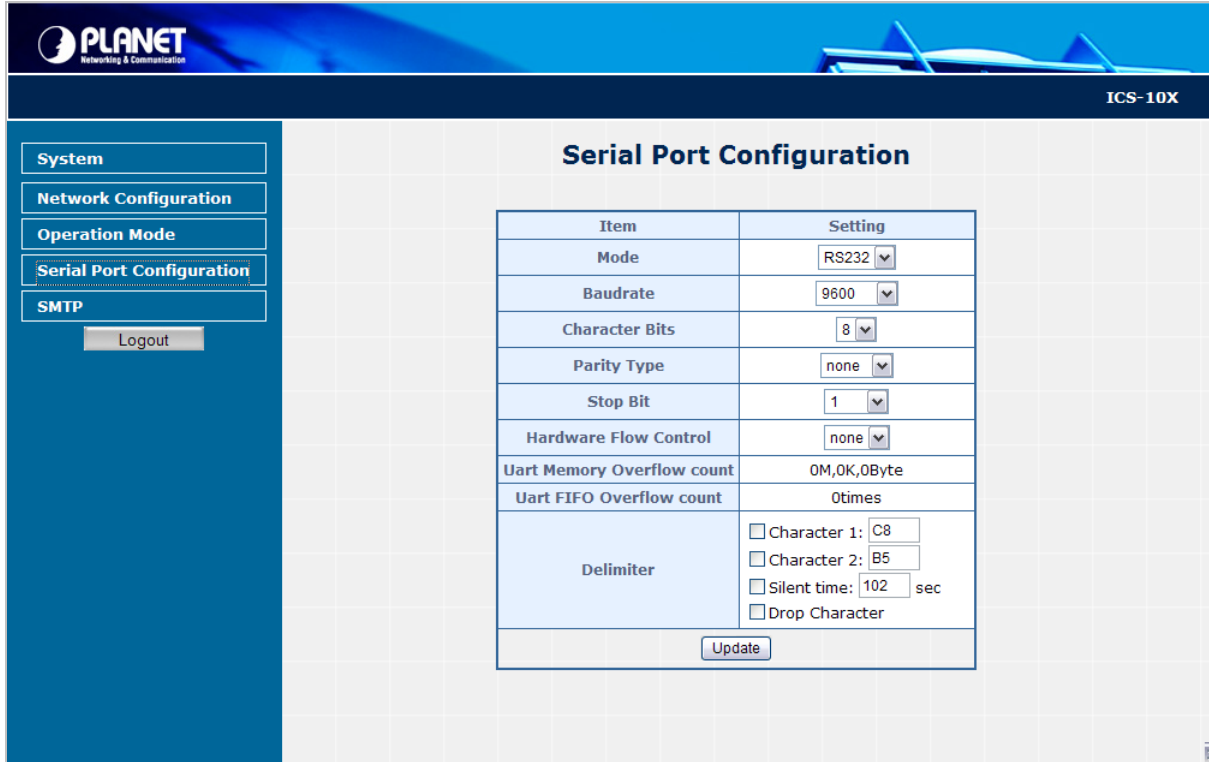 PLANET
Networking & Communication
ICS-10X
System
Network Configuration
Operation Mode
Serial Port Configuration
SMTP
Logout
Serial Port Configuration
Item Setting
Mode RS232
Baudrate 9600
Character Bits 8
Parity Type none
Stop Bit 1
Hardware Flow Control none
Uart Memory Overflow count 0M,0K,0Byte
Uart FIFO Overflow count 0times
Delimiter
Character 1: C8
Character 2: B5
Silent time: 102 sec
Drop Character
Update